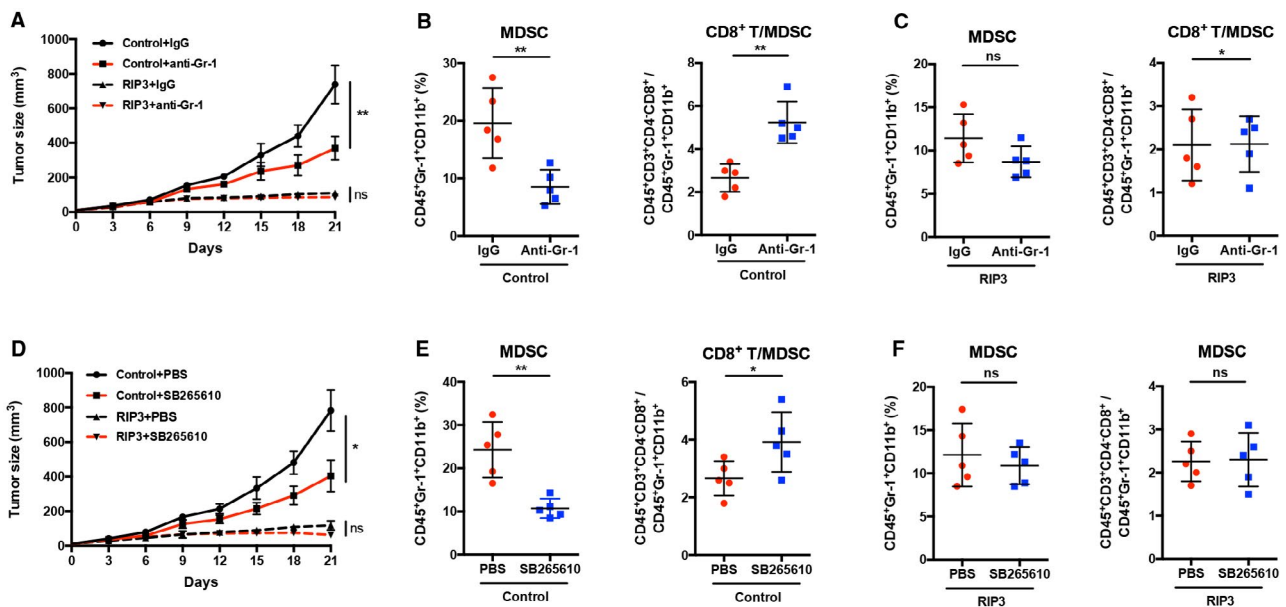 A
1000
800
600
400
200
0
Tumor size (mm³)
Control+IgG
Control+anti-Gr-1
RIP3+IgG
RIP3+anti-Gr-1
**
ns
0 3 6 9 12 15 18 21
Days
B
MDSC
**
30
20
10
0
CD45⁺Gr-1⁺CD11b⁺ (%)
IgG Anti-Gr-1
Control
CD8⁺ T/MDSC
**
8
6
4
2
0
CD45⁺CD3⁺CD4⁻CD8⁺ /
CD45⁺Gr-1⁺CD11b⁺
IgG Anti-Gr-1
Control
C
MDSC
ns
20
15
10
5
0
CD45⁺Gr-1⁺CD11b⁺ (%)
IgG Anti-Gr-1
RIP3
CD8⁺ T/MDSC
*
4
3
2
1
0
CD45⁺CD3⁺CD4⁻CD8⁺ /
CD45⁺Gr-1⁺CD11b⁺
IgG Anti-Gr-1
RIP3
D
1000
800
600
400
200
0
Tumor size (mm³)
Control+PBS
Control+SB265610
RIP3+PBS
RIP3+SB265610
*
ns
0 3 6 9 12 15 18 21
Days
E
MDSC
**
40
30
20
10
0
CD45⁺Gr-1⁺CD11b⁺ (%)
PBS SB265610
Control
CD8⁺ T/MDSC
*
6
4
2
0
CD45⁺CD3⁺CD4⁻CD8⁺ /
CD45⁺Gr-1⁺CD11b⁺
PBS SB265610
Control
F
MDSC
ns
20
15
10
5
0
CD45⁺Gr-1⁺CD11b⁺ (%)
PBS SB265610
RIP3
MDSC
ns
4
3
2
1
0
CD45⁺CD3⁺CD4⁻CD8⁺ /
CD45⁺Gr-1⁺CD11b⁺
PBS SB265610
RIP3